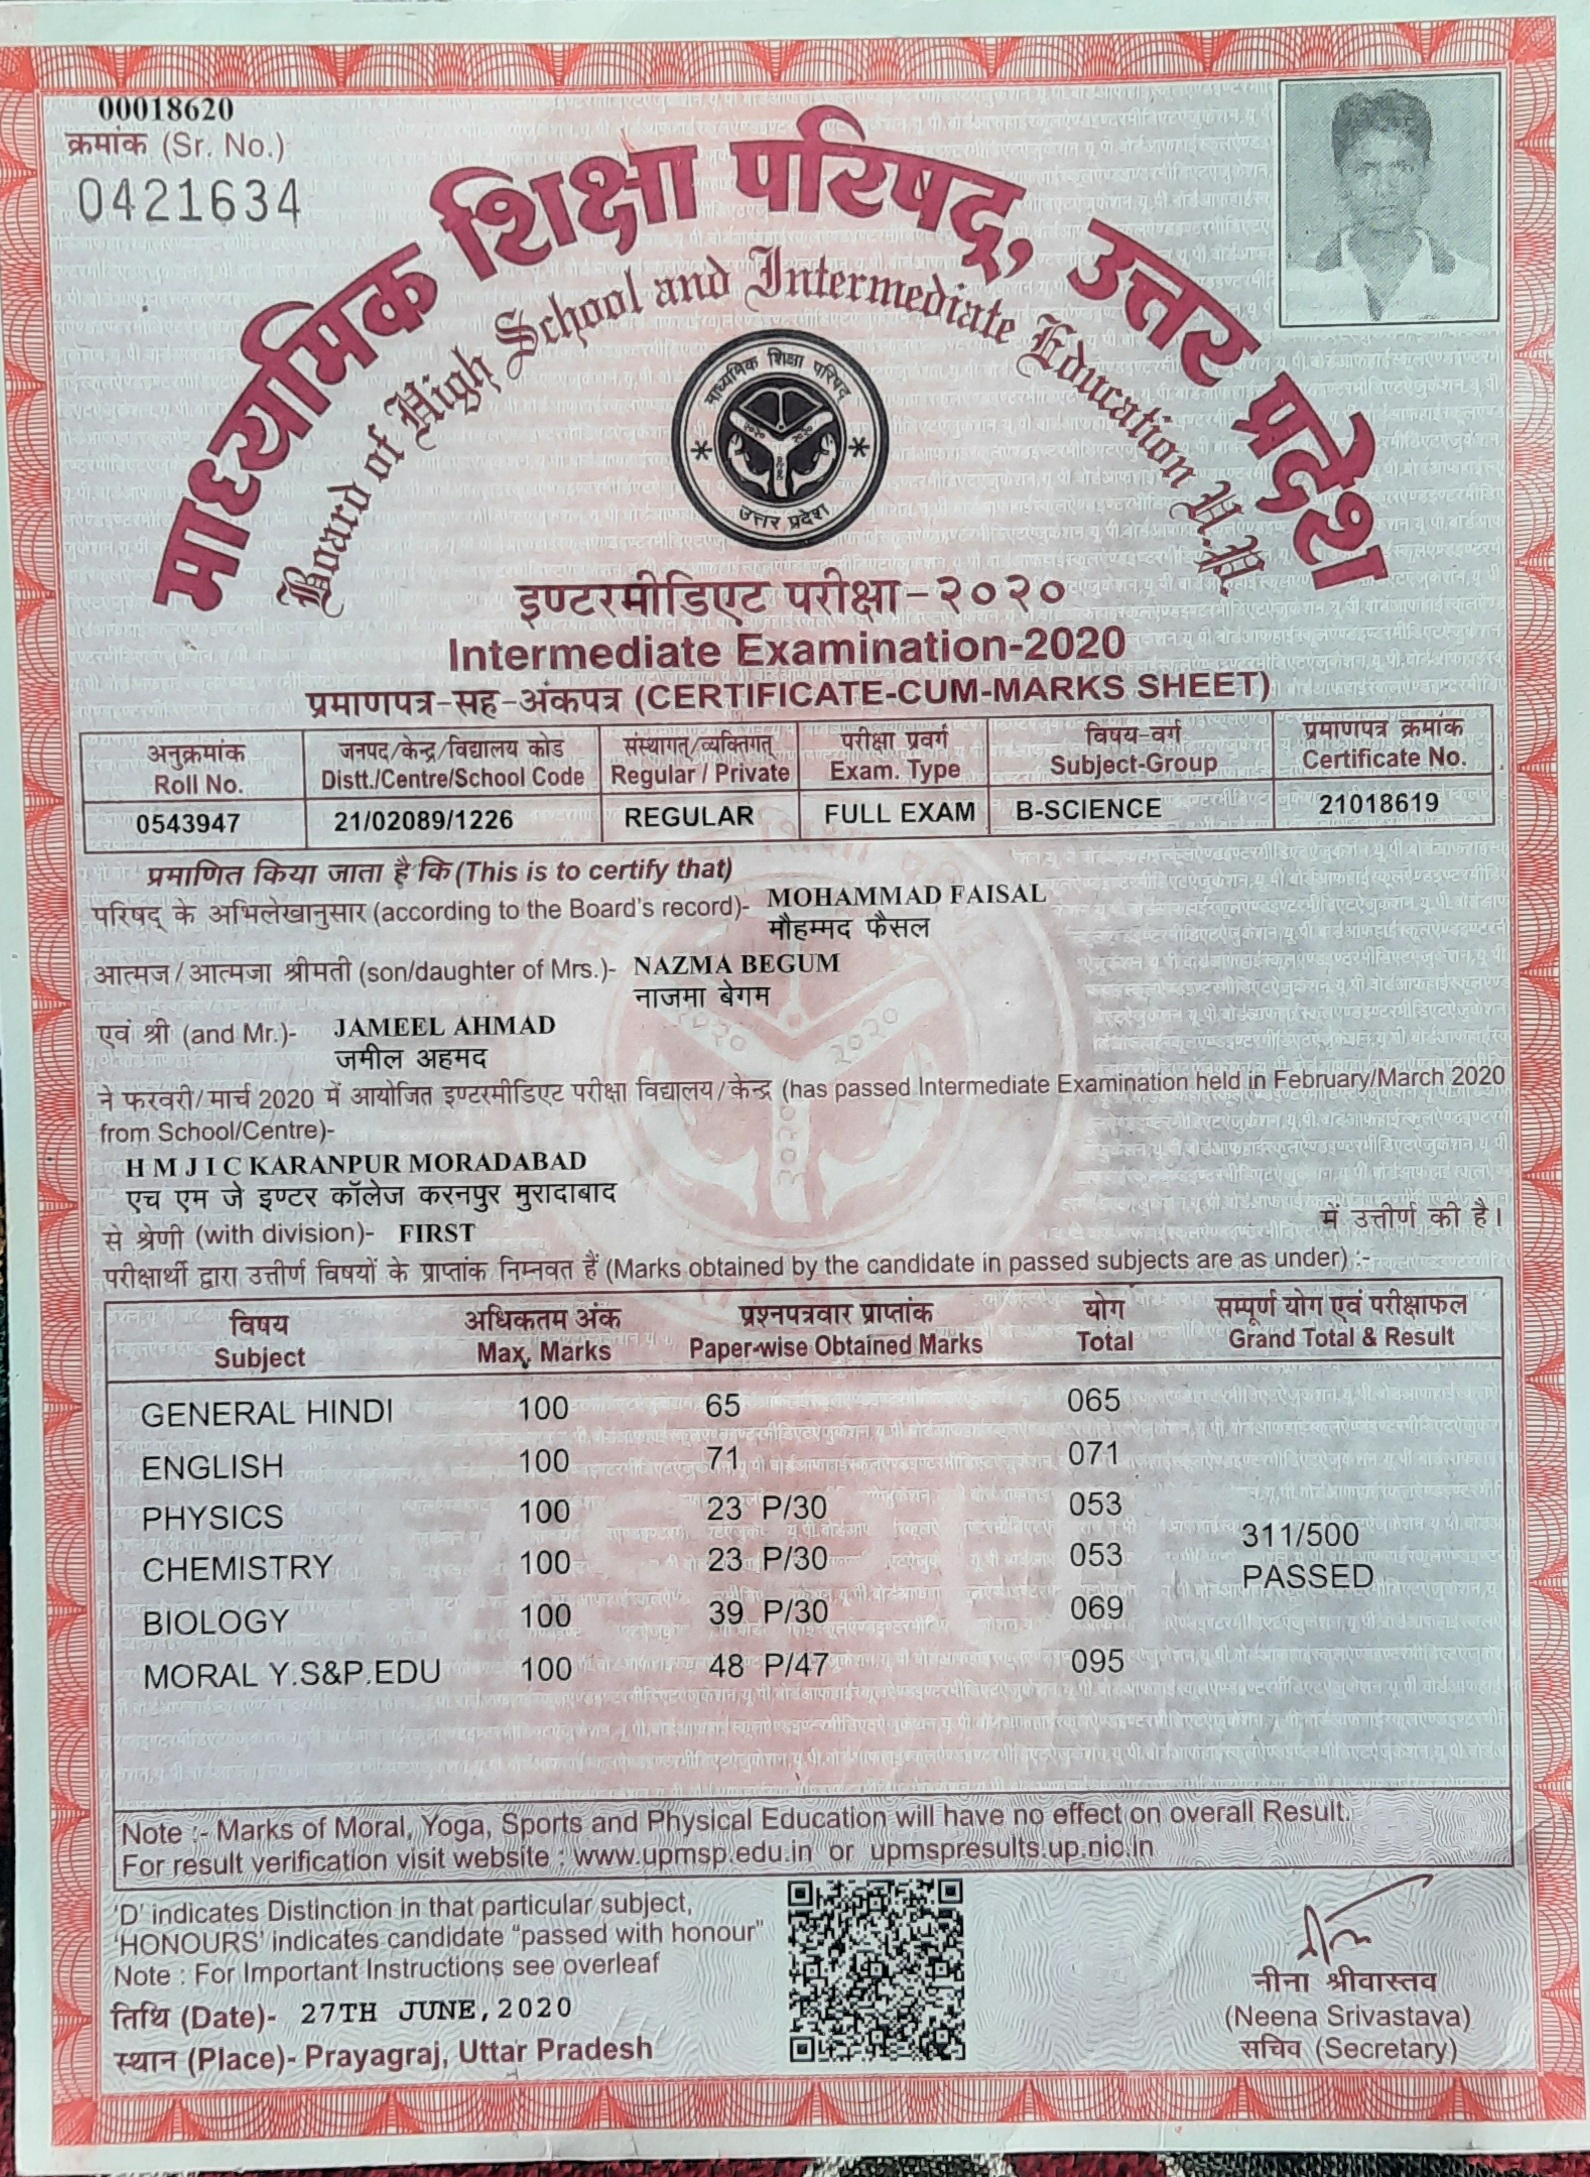 00018620
क्रमांक (Sr. No.)
0421634
माध्यमिक शिक्षा परिषद्, उत्तर प्रदेश
Board of High School and Intermediate Education U.P.
माध्यमिक शिक्षा परिषद्
२०२० २०२०
उत्तर प्रदेश
इण्टरमीडिएट परीक्षा-२०२०
Intermediate Examination-2020
प्रमाणपत्र-सह-अंकपत्र (CERTIFICATE-CUM-MARKS SHEET)
अनुक्रमांक जनपद/केन्द्र/विद्यालय कोड संस्थागत्/व्यक्तिगत् परीक्षा प्रवर्ग विषय-वर्ग प्रमाणपत्र क्रमांक
Roll No. Distt./Centre/School Code Regular / Private Exam. Type Subject-Group Certificate No.
0543947 21/02089/1226 REGULAR FULL EXAM B-SCIENCE 21018619
प्रमाणित किया जाता है कि (This is to certify that)
परिषद् के अभिलेखानुसार (according to the Board's record)- MOHAMMAD FAISAL
मौहम्मद फैसल
आत्मज/आत्मजा श्रीमती (son/daughter of Mrs.)- NAZMA BEGUM
नाजमा बेगम
एवं श्री (and Mr.)- JAMEEL AHMAD
जमील अहमद
ने फरवरी/मार्च 2020 में आयोजित इण्टरमीडिएट परीक्षा विद्यालय/केन्द्र (has passed Intermediate Examination held in February/March 2020
from School/Centre)-
H M J I C KARANPUR MORADABAD
एच एम जे इण्टर कॉलेज करनपुर मुरादाबाद
से श्रेणी (with division)- FIRST में उत्तीर्ण की है।
परीक्षार्थी द्वारा उत्तीर्ण विषयों के प्राप्तांक निम्नवत हैं (Marks obtained by the candidate in passed subjects are as under) :-
विषय अधिकतम अंक प्रश्नपत्रवार प्राप्तांक योग सम्पूर्ण योग एवं परीक्षाफल
Subject Max. Marks Paper-wise Obtained Marks Total Grand Total & Result
GENERAL HINDI 100 65 065
ENGLISH 100 71 071
PHYSICS 100 23 P/30 053
311/500
CHEMISTRY 100 23 P/30 053
PASSED
BIOLOGY 100 39 P/30 069
MORAL Y.S&P.EDU 100 48 P/47 095
Note :- Marks of Moral, Yoga, Sports and Physical Education will have no effect on overall Result.
For result verification visit website : www.upmsp.edu.in or upmspresults.up.nic.in
'D' indicates Distinction in that particular subject,
'HONOURS' indicates candidate "passed with honour"
Note : For Important Instructions see overleaf
तिथि (Date)- 27TH JUNE, 2020
स्थान (Place)- Prayagraj, Uttar Pradesh
नीना श्रीवास्तव
(Neena Srivastava)
सचिव (Secretary)